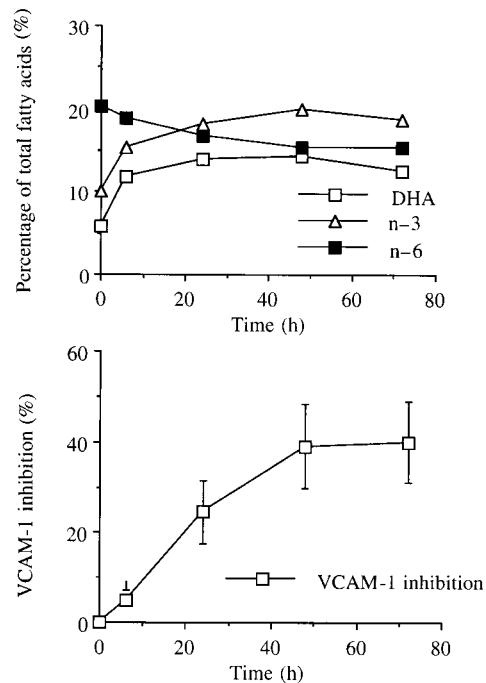 Percentage of total fatty acids (%)
30
20
10
0
DHA
n-3
n-6
0 20 40 60 80
Time (h)
VCAM-1 inhibition (%)
60
40
20
0
VCAM-1 inhibition
0 20 40 60 80
Time (h)